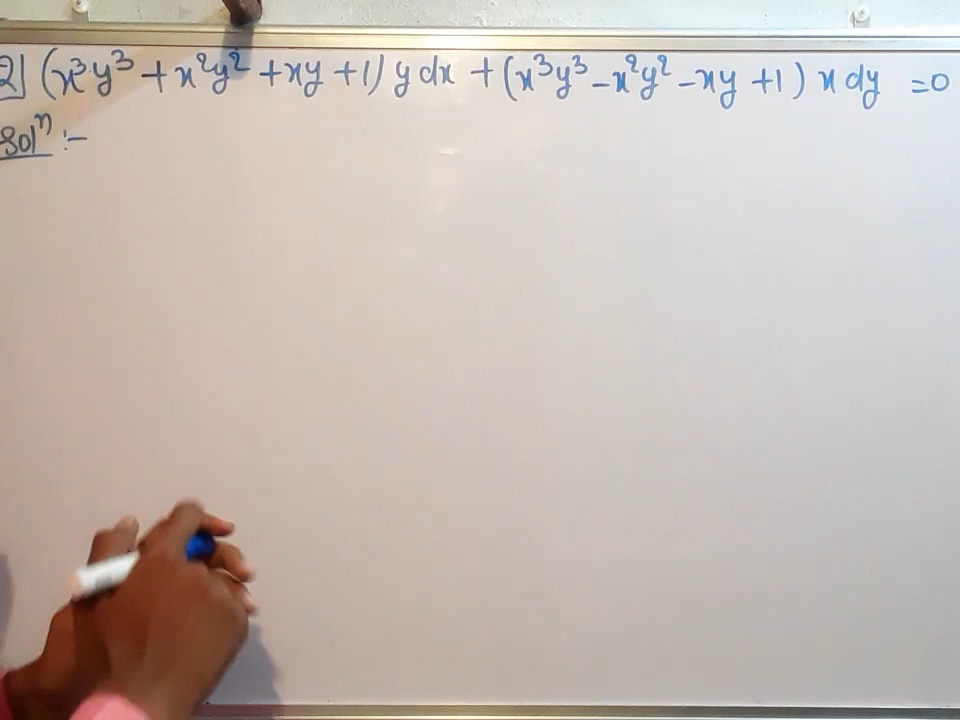 2] (x³y³ + x²y² + xy + 1) y dx + (x³y³ - x²y² - xy + 1) x dy = 0
Solⁿ :-